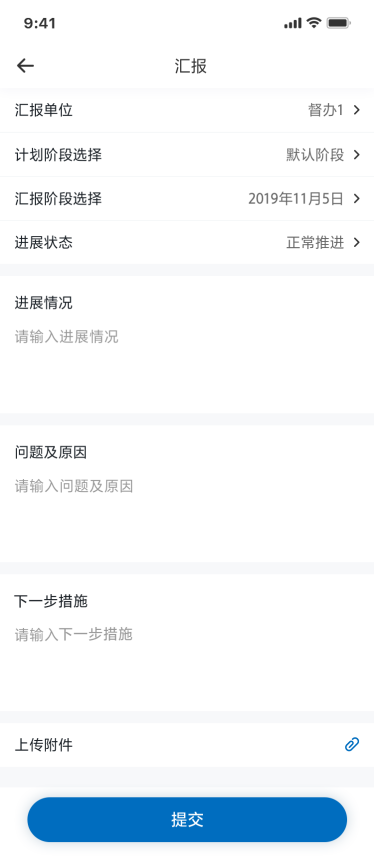 9:41
汇报
汇报单位 督办1
计划阶段选择 默认阶段
汇报阶段选择 2019年11月5日
进展状态 正常推进
进展情况
请输入进展情况
问题及原因
请输入问题及原因
下一步措施
请输入下一步措施
上传附件
提交